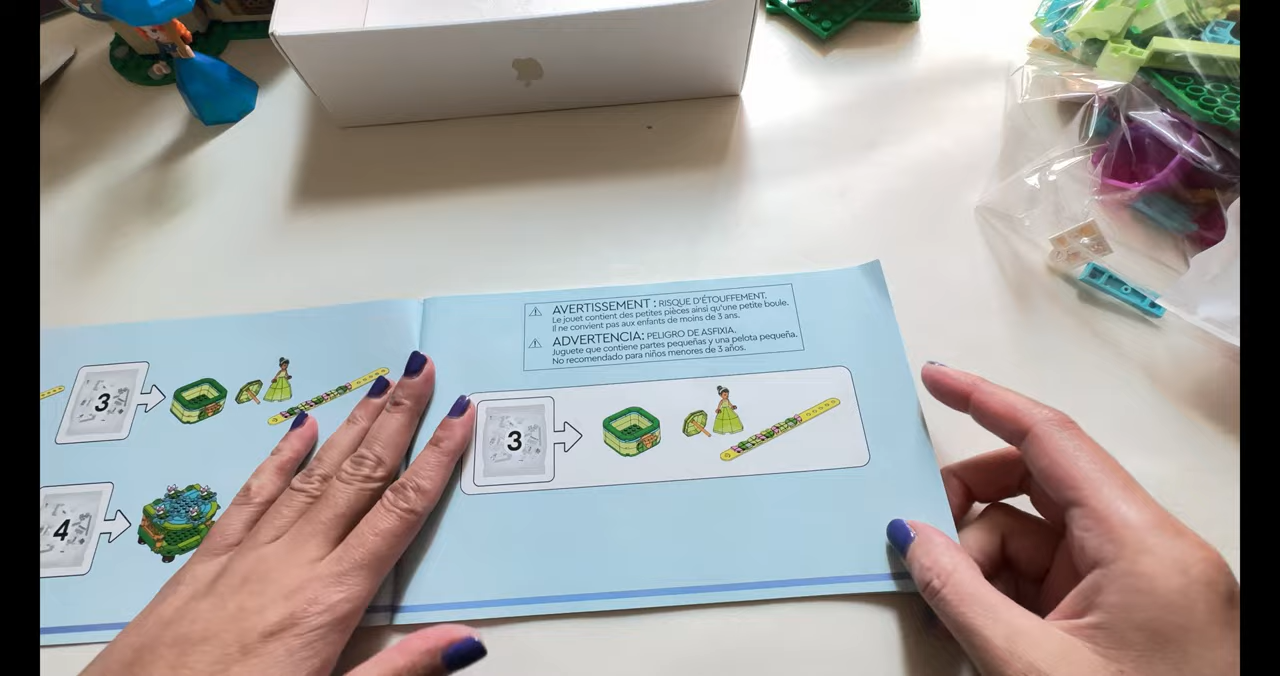 AVERTISSEMENT : RISQUE D'ÉTOUFFEMENT.
Le jouet contient des petites pièces ainsi qu'une petite boule.
Il ne convient pas aux enfants de moins de 3 ans.
ADVERTENCIA: PELIGRO DE ASFIXIA.
Juguete que contiene partes pequeñas y una pelota pequeña.
No recomendado para niños menores de 3 años.
3
3
4